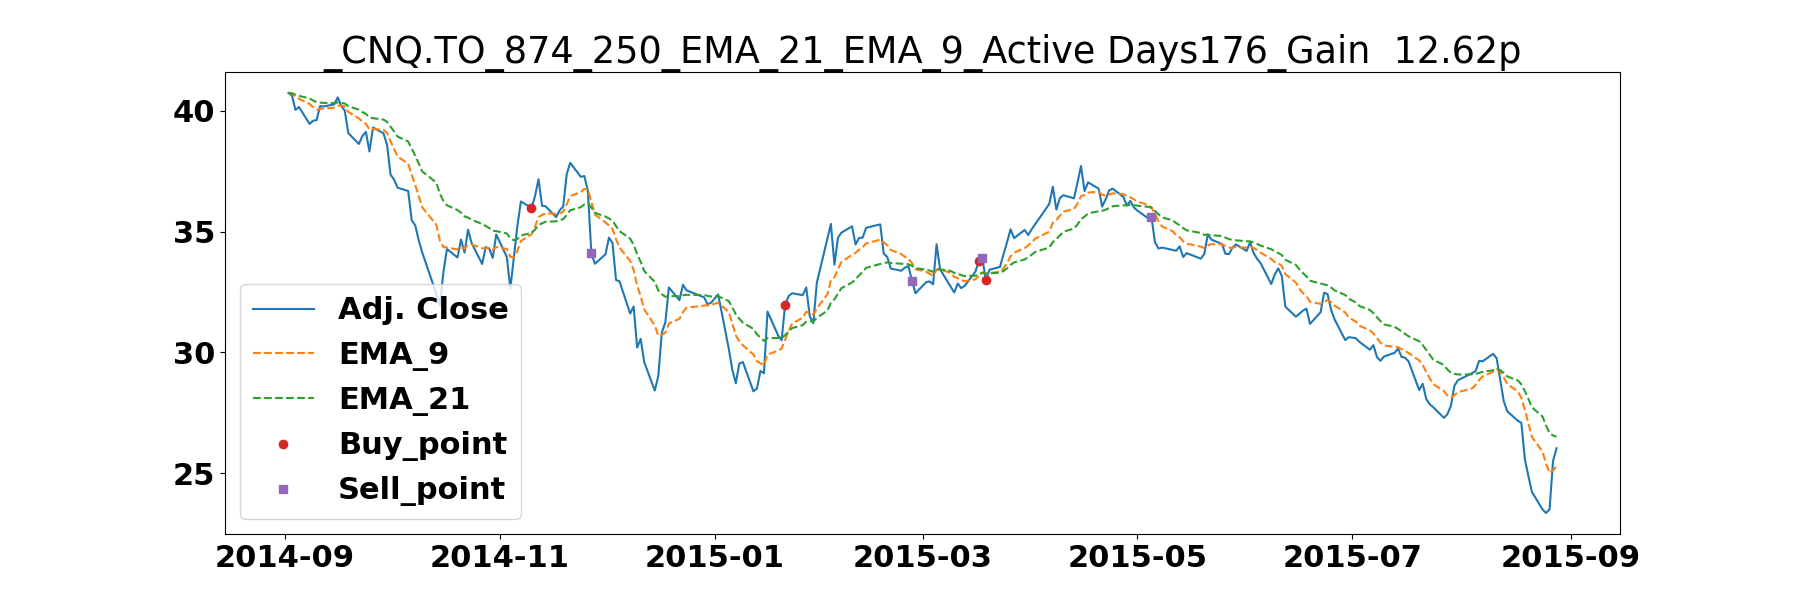 _CNQ.TO_874_250_EMA_21_EMA_9_Active Days176_Gain  12.62p
40
35
30
25
Adj. Close
EMA_9
EMA_21
Buy_point
Sell_point
2014-09 2014-11 2015-01 2015-03 2015-05 2015-07 2015-09